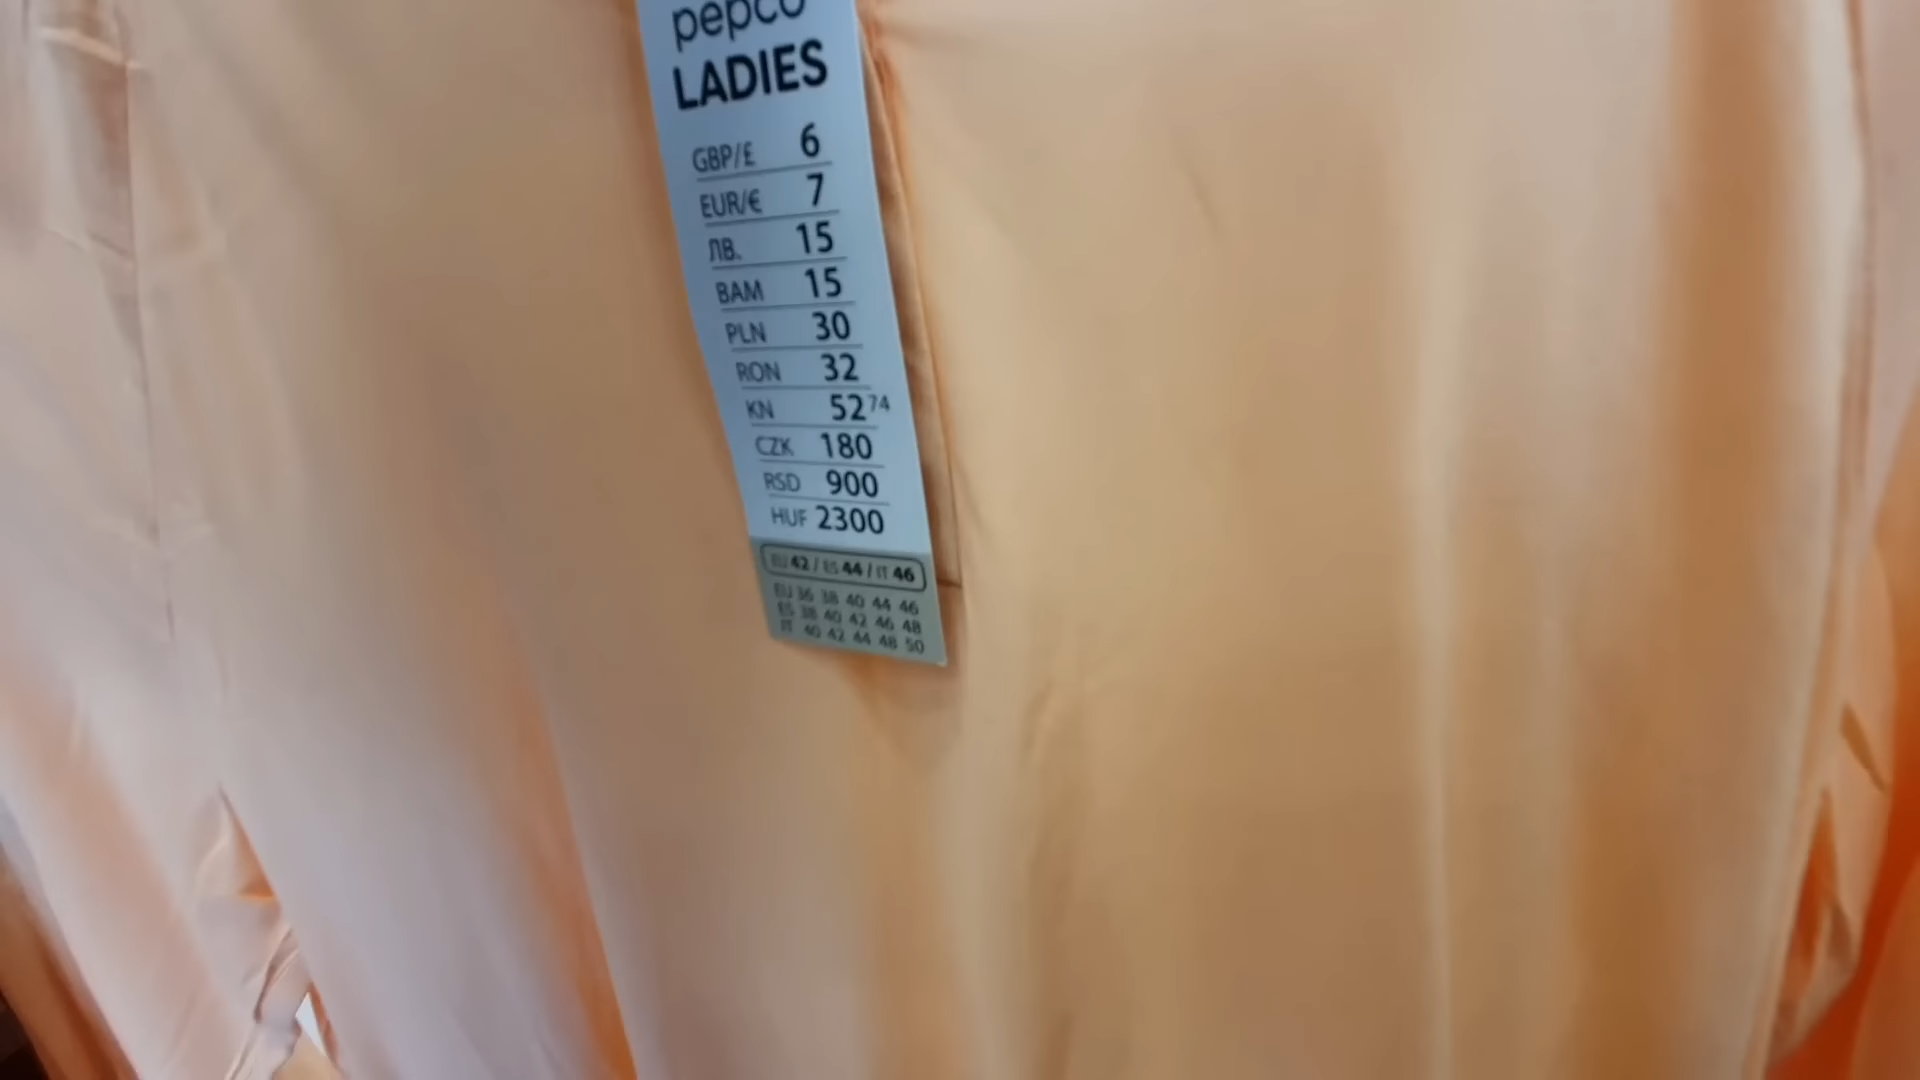 pepco
LADIES
GBP/£ 6
EUR/€ 7
ЛВ. 15
BAM 15
PLN 30
RON 32
KN 52 74
CZK 180
RSD 900
HUF 2300
EU 42 / ES 44 / IT 46
EU 36 38 40 44 46
ES 38 40 42 46 48
IT 40 42 44 48 50